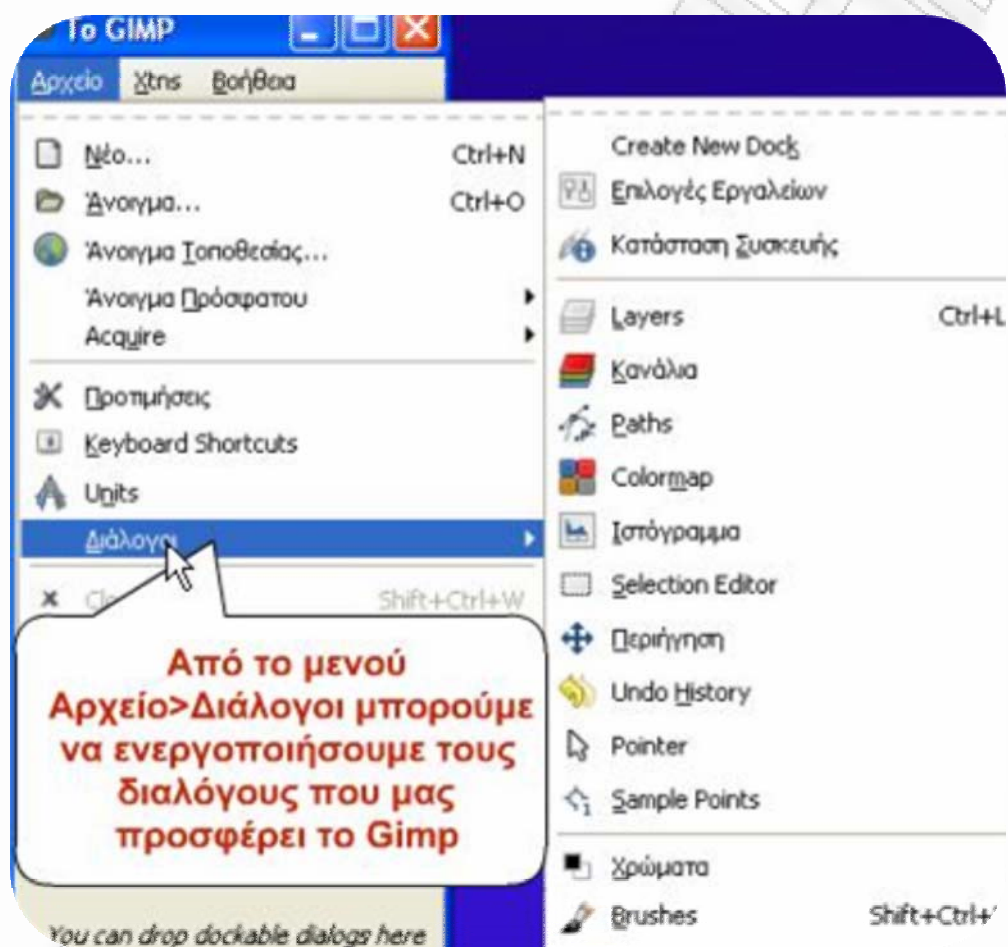 Το GIMP
Αρχείο Xtns Βοήθεια
Νέο... Ctrl+N
Άνοιγμα... Ctrl+O
Άνοιγμα Τοποθεσίας...
Άνοιγμα Πρόσφατου
Acquire
Προτιμήσεις
Keyboard Shortcuts
Units
Διάλογοι
Shift+Ctrl+W
Από το μενού
Αρχείο>Διάλογοι μπορούμε
να ενεργοποιήσουμε τους
διαλόγους που μας
προσφέρει το Gimp
You can drop dockable dialogs here
Create New Dock
Επιλογές Εργαλείων
Κατάσταση Συσκευής
Layers Ctrl+L
Κανάλια
Paths
Colormap
Ιστόγραμμα
Selection Editor
Περιήγηση
Undo History
Pointer
Sample Points
Χρώματα
Brushes Shift+Ctrl+